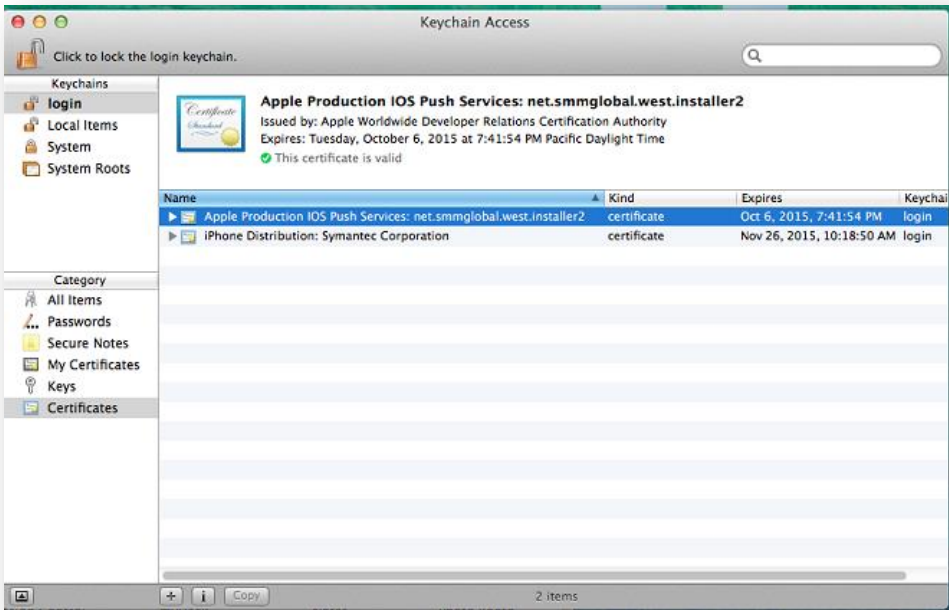 Keychain Access
Click to lock the login keychain.
Keychains
login
Local Items
System
System Roots
Certificate
Standard
Apple Production IOS Push Services: net.smmglobal.west.installer2
Issued by: Apple Worldwide Developer Relations Certification Authority
Expires: Tuesday, October 6, 2015 at 7:41:54 PM Pacific Daylight Time
This certificate is valid
Name Kind Expires Keychai
Apple Production IOS Push Services: net.smmglobal.west.installer2 certificate Oct 6, 2015, 7:41:54 PM login
iPhone Distribution: Symantec Corporation certificate Nov 26, 2015, 10:18:50 AM login
Category
All Items
Passwords
Secure Notes
My Certificates
Keys
Certificates
Copy
2 items